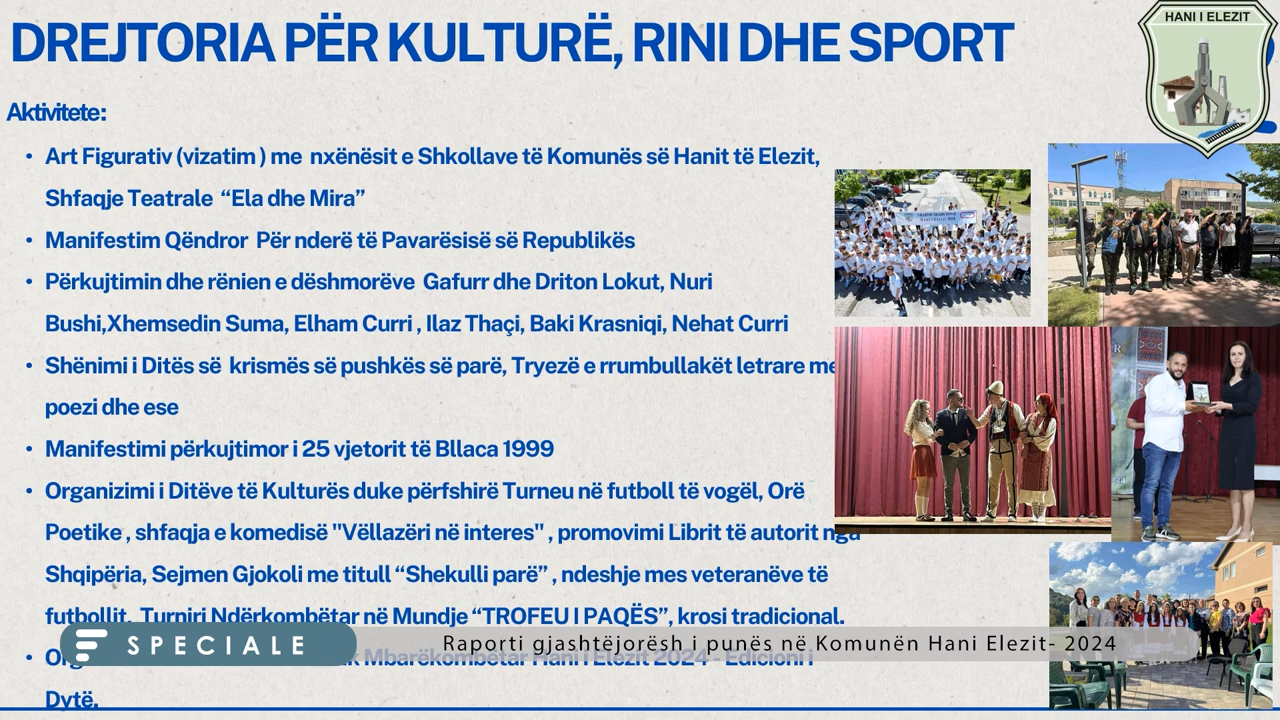 DREJTORIA PËR KULTURË, RINI DHE SPORT
HANI I ELEZIT
Aktivitete:
• Art Figurativ (vizatim ) me nxënësit e Shkollave të Komunës së Hanit të Elezit,
Shfaqje Teatrale “Ela dhe Mira”
• Manifestim Qëndror Për nderë të Pavarësisë së Republikës
• Përkujtimin dhe rënien e dëshmorëve Gafurr dhe Driton Lokut, Nuri
Bushi,Xhemsedin Suma, Elham Curri , Ilaz Thaçi, Baki Krasniqi, Nehat Curri
• Shënimi i Ditës së krismës së pushkës së parë, Tryezë e rrumbullakët letrare me
poezi dhe ese
• Manifestimi përkujtimor i 25 vjetorit të Bllaca 1999
• Organizimi i Ditëve të Kulturës duke përfshirë Turneu në futboll të vogël, Orë
Poetike , shfaqja e komedisë "Vëllazëri në interes" , promovimi Librit të autorit nga
Shqipëria, Sejmen Gjokoli me titull “Shekulli parë” , ndeshje mes veteranëve të
futbollit, Turniri Ndërkombëtar në Mundje “TROFEU I PAQËS”, krosi tradicional.
• Mbarëkombëtar Hani i Elezit 2024 - Edicioni i
Dytë.
SPECIALE
Raporti gjashtëjorësh i punës në Komunën Hani Elezit- 2024